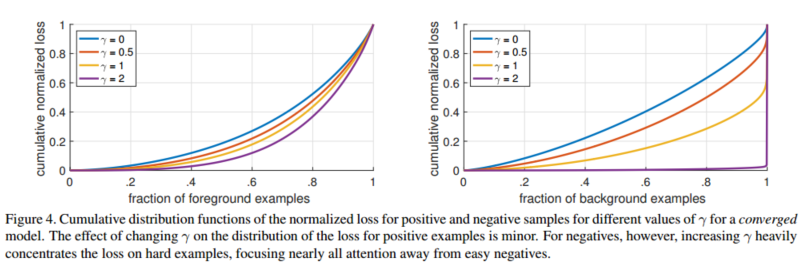 cumulative normalized loss
1
0.8
0.6
0.4
0.2
0
γ = 0
γ = 0.5
γ = 1
γ = 2
0 .2 .4 .6 .8 1
fraction of foreground examples
cumulative normalized loss
1
0.8
0.6
0.4
0.2
0
γ = 0
γ = 0.5
γ = 1
γ = 2
0 .2 .4 .6 .8 1
fraction of background examples
Figure 4. Cumulative distribution functions of the normalized loss for positive and negative samples for different values of γ for a converged
model. The effect of changing γ on the distribution of the loss for positive examples is minor. For negatives, however, increasing γ heavily
concentrates the loss on hard examples, focusing nearly all attention away from easy negatives.